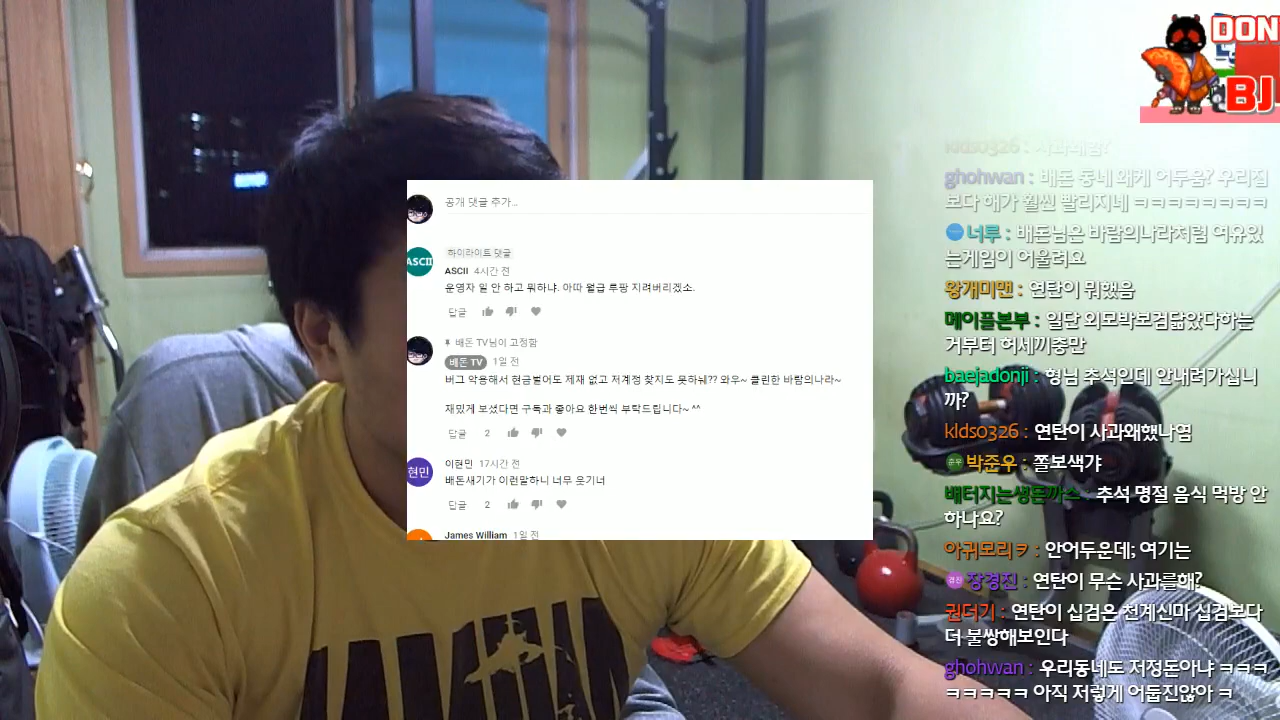 DON
BJ
공개 댓글 추가...
하이라이트 댓글
ASCII
ASCII 4시간 전
운영자 일 안 하고 뭐하냐. 아따 월급 루팡 지려버리겠소.
답글
배돈 TV님이 고정함
배돈 TV 1일 전
버그 악용해서 현금벌어도 제재 없고 저계정 찾지도 못하쉐?? 와우~ 클린한 바람의나라~
재밌게 보셨다면 구독과 좋아요 한번씩 부탁드립니다~ ^^
답글 2
현민
이현민 17시간 전
배돈새기가 이런말하니 너무 웃기너
답글 2
James William 1일 전
kldso326 : 사과왜함?
ghohwan : 배돈 동네 왜케 어두움? 우리집
보다 해가 훨씬 빨리지네 ㅋㅋㅋㅋㅋㅋㅋㅋ
너루 : 배돈님은 바람의나라처럼 여유있
는게임이 어울려요
왕개미맨 : 연탄이 뭐했음
메이플본부 : 일단 외모박보검닮았다하는
거부터 허세끼좋만
baejadonji : 형님 추석인데 안내려가십니
까?
kldso326 : 연탄이 사과왜했나염
준우 박준우 : 쫄보색갸
배터지는생돈까스 : 추석 명절 음식 먹방 안
하나요?
아귀모리ㅋ : 안어두운데; 여기는
경진 장경진 : 연탄이 무슨 사과를해?
권더기 : 연탄이 십검은 천계신마 십검보다
더 불쌍해보인다
ghohwan : 우리동네도 저정돈아냐 ㅋㅋㅋ
ㅋㅋㅋㅋㅋ 아직 저렇게 어둡진않아 ㅋ